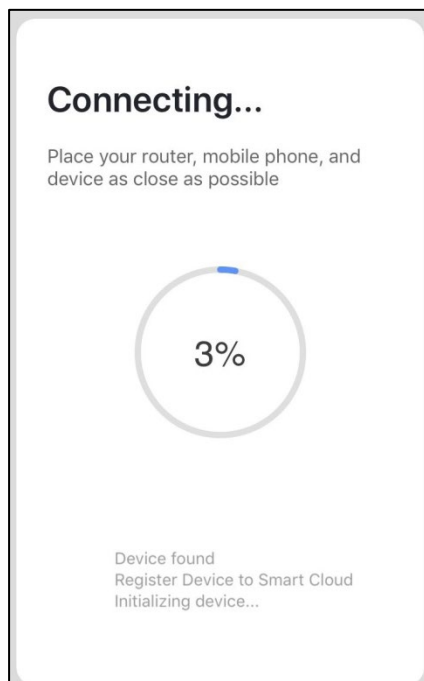 Connecting...
Place your router, mobile phone, and
device as close as possible
3%
Device found
Register Device to Smart Cloud
Initializing device...